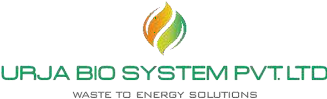 URJA BIO SYSTEM PVT. LTD
WASTE TO ENERGY SOLUTIONS